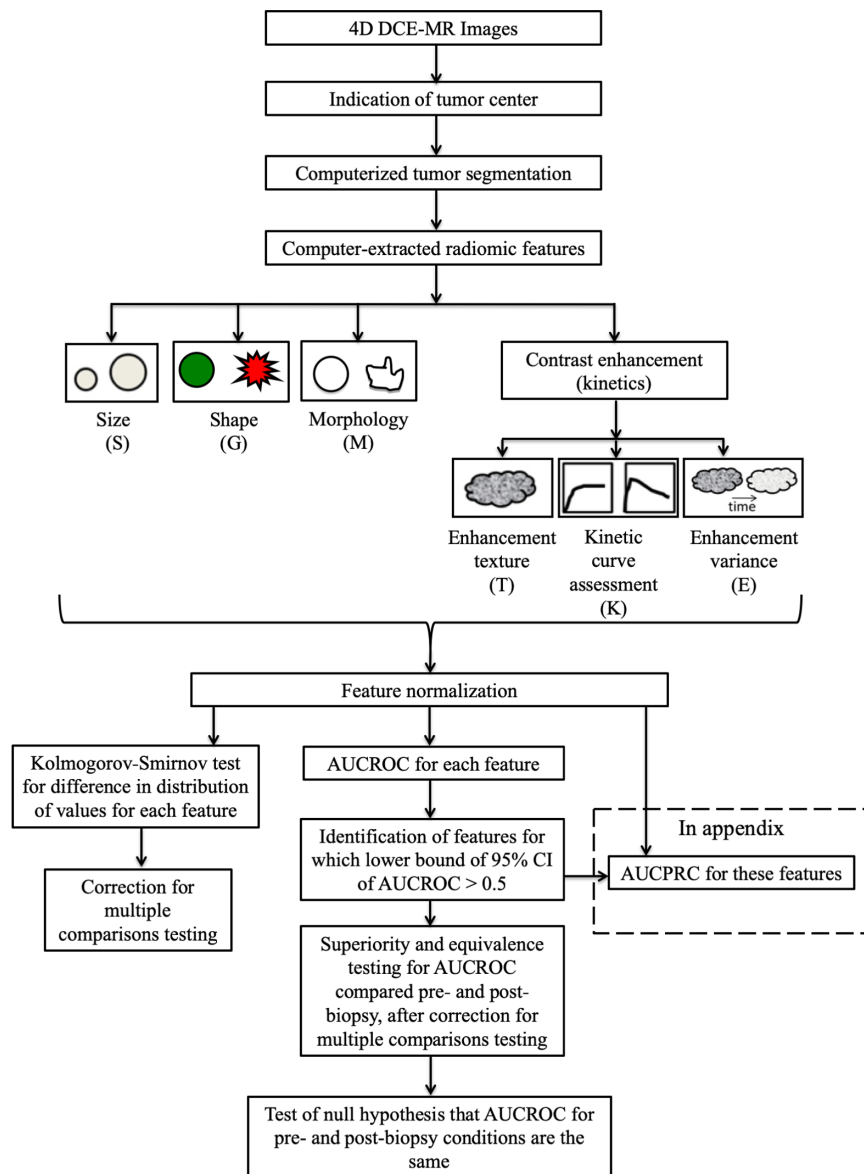 4D DCE-MR Images
Indication of tumor center
Computerized tumor segmentation
Computer-extracted radiomic features
Size
(S)
Shape
(G)
Morphology
(M)
Contrast enhancement
(kinetics)
time
Enhancement
texture
(T)
Kinetic
curve
assessment
(K)
Enhancement
variance
(E)
Feature normalization
Kolmogorov-Smirnov test
for difference in distribution
of values for each feature
Correction for
multiple
comparisons testing
AUCROC for each feature
Identification of features for
which lower bound of 95% CI
of AUCROC > 0.5
In appendix
AUCPRC for these features
Superiority and equivalence
testing for AUCROC
compared pre- and post-
biopsy, after correction for
multiple comparisons testing
Test of null hypothesis that AUCROC for
pre- and post-biopsy conditions are the
same